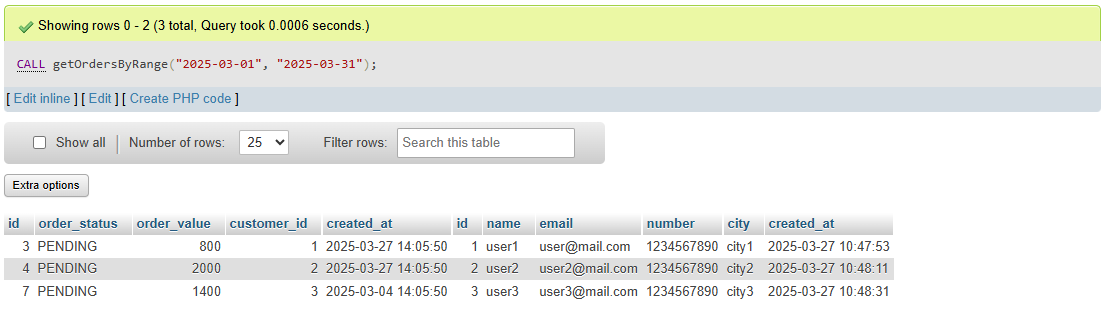 Showing rows 0 - 2 (3 total, Query took 0.0006 seconds.)
CALL getOrdersByRange("2025-03-01", "2025-03-31");
[ Edit inline ] [ Edit ] [ Create PHP code ]
Show all Number of rows: 25 Filter rows: Search this table
Extra options
id order_status order_value customer_id created_at id name email number city created_at
3 PENDING 800 1 2025-03-27 14:05:50 1 user1 user@mail.com 1234567890 city1 2025-03-27 10:47:53
4 PENDING 2000 2 2025-03-27 14:05:50 2 user2 user2@mail.com 1234567890 city2 2025-03-27 10:48:11
7 PENDING 1400 3 2025-03-04 14:05:50 3 user3 user3@mail.com 1234567890 city3 2025-03-27 10:48:31